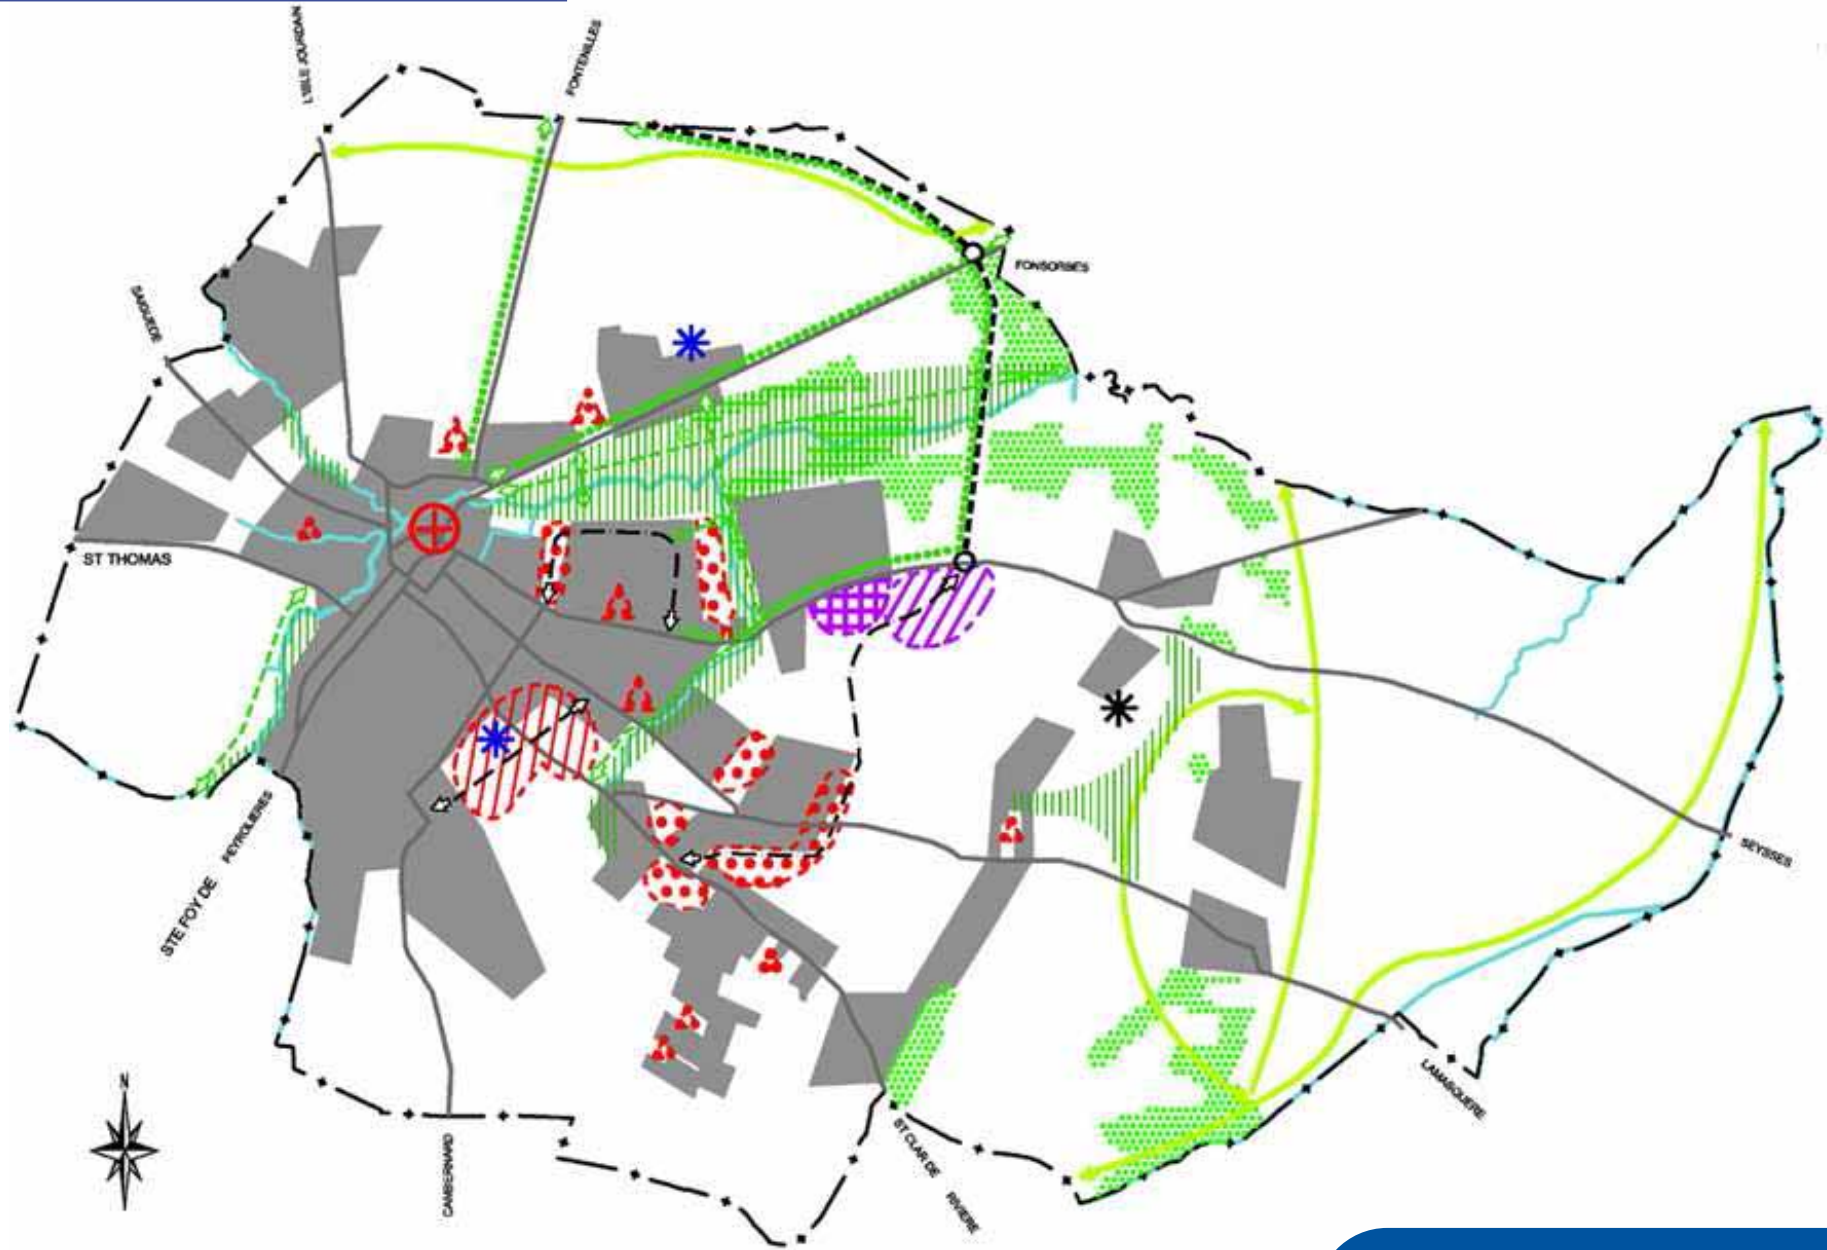 L'ISLE JOURDAIN
FONTENILLES
FONSORBES
SAIGUEDE
ST THOMAS
STE FOY DE PEYROLIERES
SEYSSES
LAMASQUERE
N
CAMBERNARD
ST CLAR DE RIVIERE